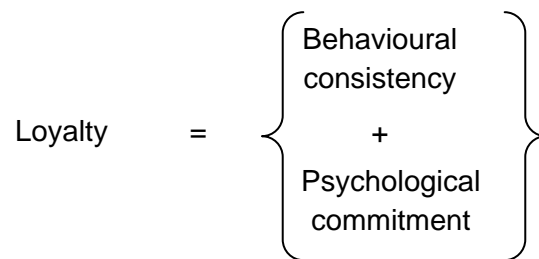 Behavioural
consistency
Loyalty = +
Psychological
commitment